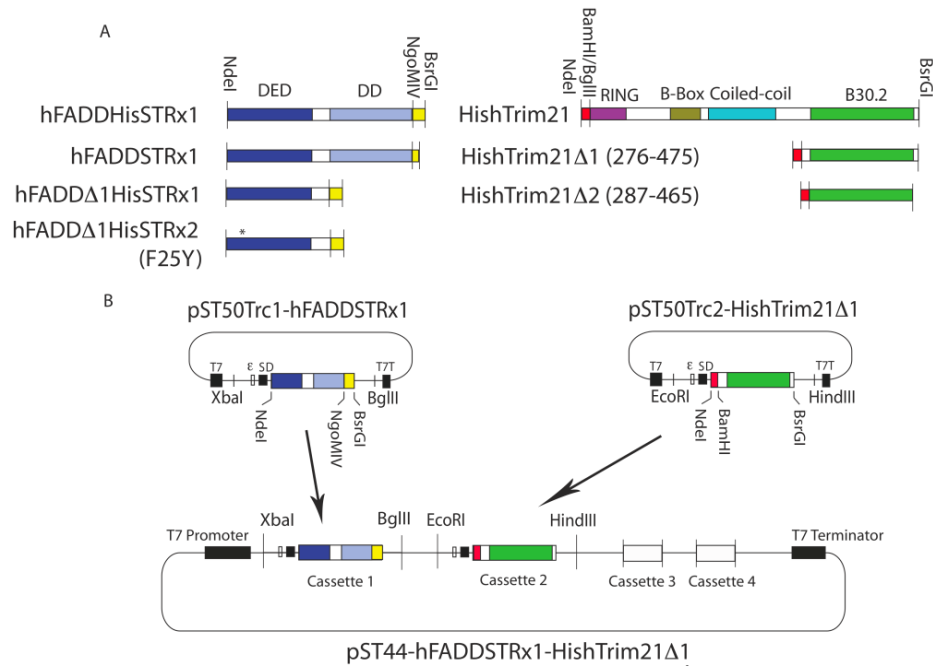 A
NdeI
DED
DD
NgoMIV
BsrGI
hFADDHisSTRx1
hFADDSTRx1
hFADDΔ1HisSTRx1
hFADDΔ1HisSTRx2
(F25Y)
*
NdeI
BamHI/BglII
RING
B-Box
Coiled-coil
B30.2
BsrGI
HishTrim21
HishTrim21Δ1 (276-475)
HishTrim21Δ2 (287-465)
B
pST50Trc1-hFADDSTRx1
T7
ε
SD
T7T
XbaI
BglII
NdeI
NgoMIV
BsrGI
pST50Trc2-HishTrim21Δ1
T7
ε
SD
T7T
EcoRI
HindIII
NdeI
BamHI
BsrGI
T7 Promoter
XbaI
BglII
EcoRI
HindIII
T7 Terminator
Cassette 1
Cassette 2
Cassette 3
Cassette 4
pST44-hFADDSTRx1-HishTrim21Δ1